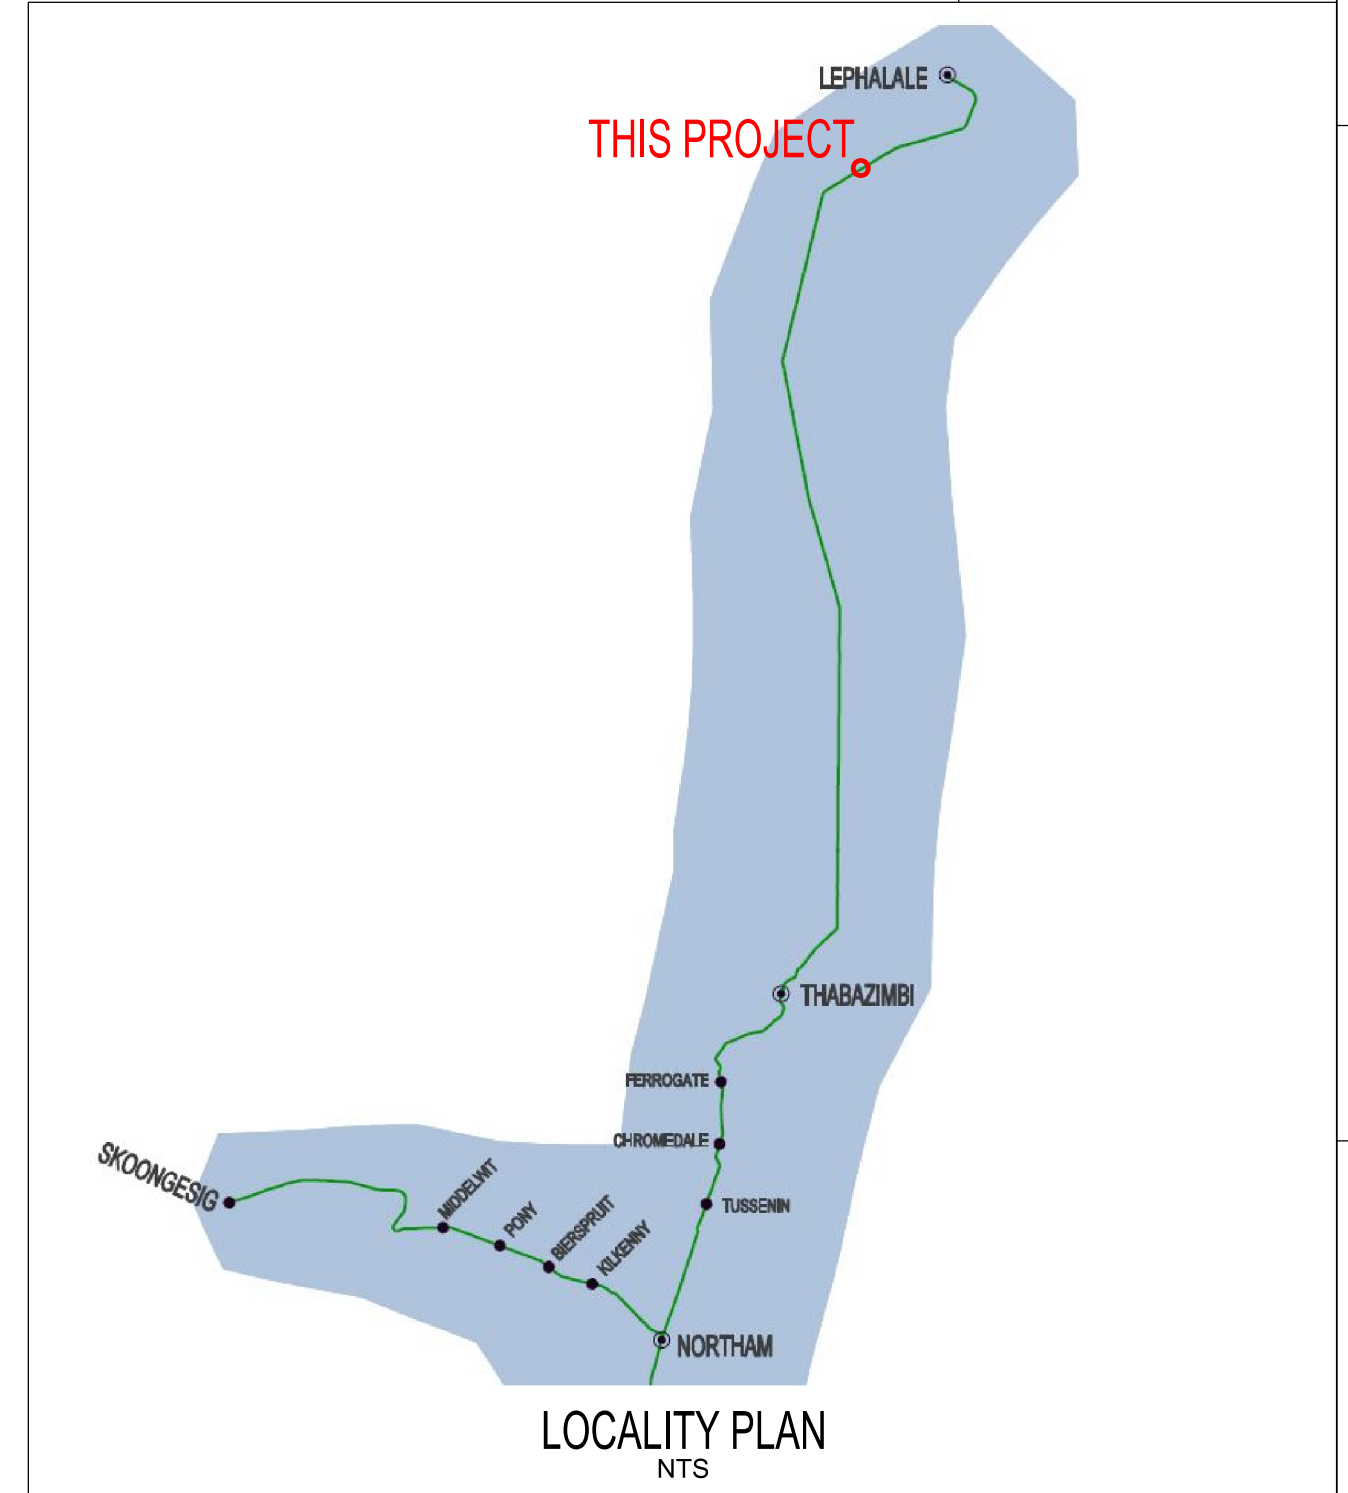 LEPHALALE
THIS PROJECT
THABAZIMBI
FERROGATE
CHROMEDALE
SKOONGESIG
MIDDELWIT
PONY
BIERSPRUIT
KILKENNY
TUSSENIN
NORTHAM
LOCALITY PLAN
NTS